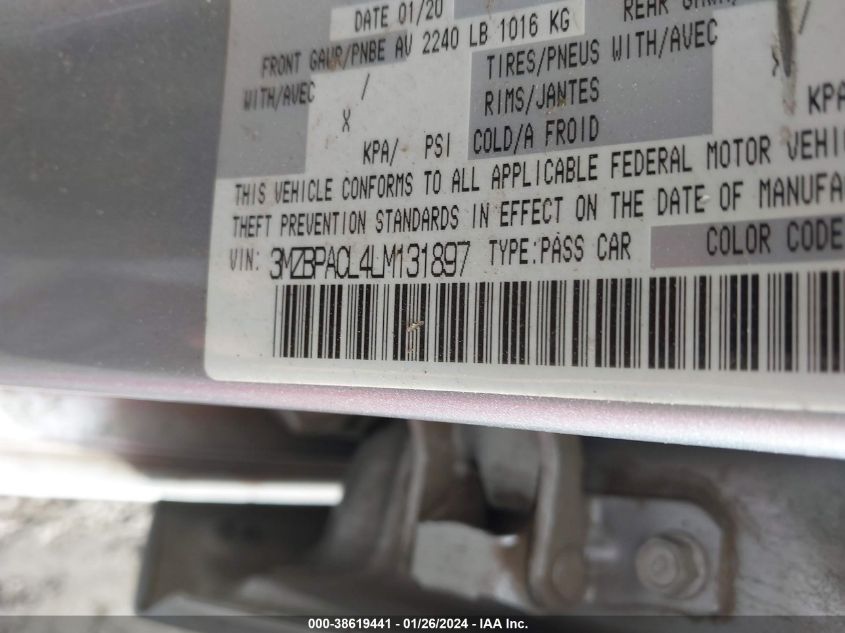 DATE 01/20
FRONT GAWR/PNBE AV 2240 LB 1016 KG
REAR
WITH/AVEC /
TIRES/PNEUS WITH/AVEC
X
RIMS/JANTES
KPA/ PSI COLD/A FROID
KPA
THIS VEHICLE CONFORMS TO ALL APPLICABLE FEDERAL MOTOR VEHI
THEFT PREVENTION STANDARDS IN EFFECT ON THE DATE OF MANUFA
VIN: 3MZBPACL4LM131897 TYPE:PASS CAR COLOR CODE
000-38619441 - 01/26/2024 - IAA Inc.